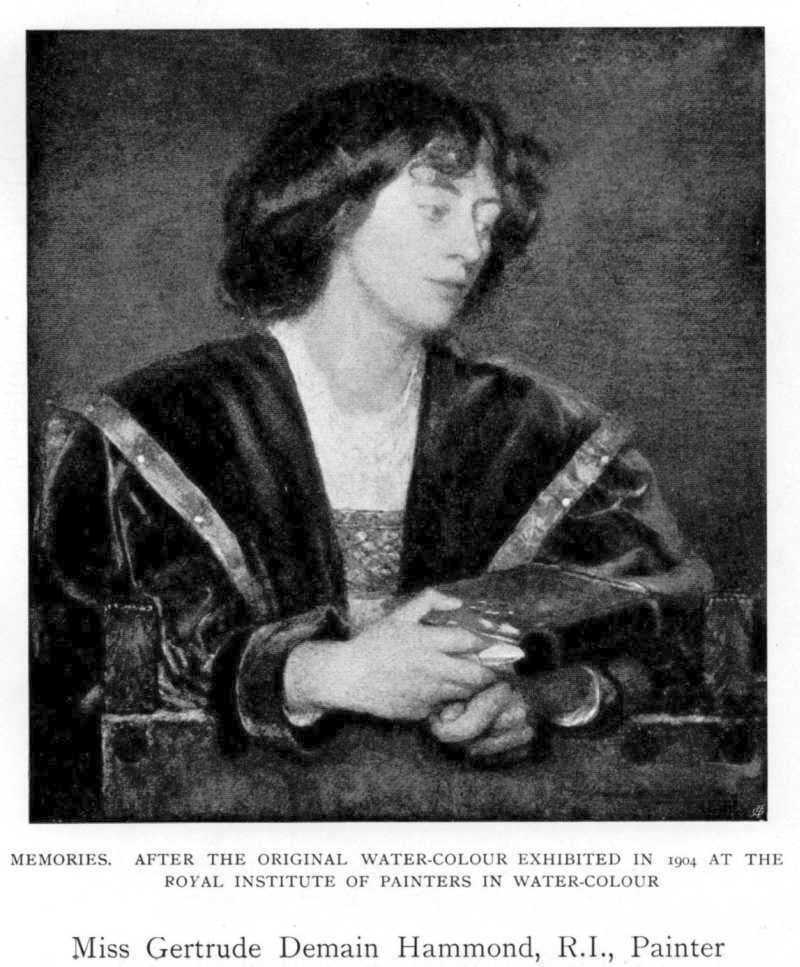 MEMORIES. AFTER THE ORIGINAL WATER-COLOUR EXHIBITED IN 1904 AT THE
ROYAL INSTITUTE OF PAINTERS IN WATER-COLOUR
Miss Gertrude Demain Hammond, R.I., Painter